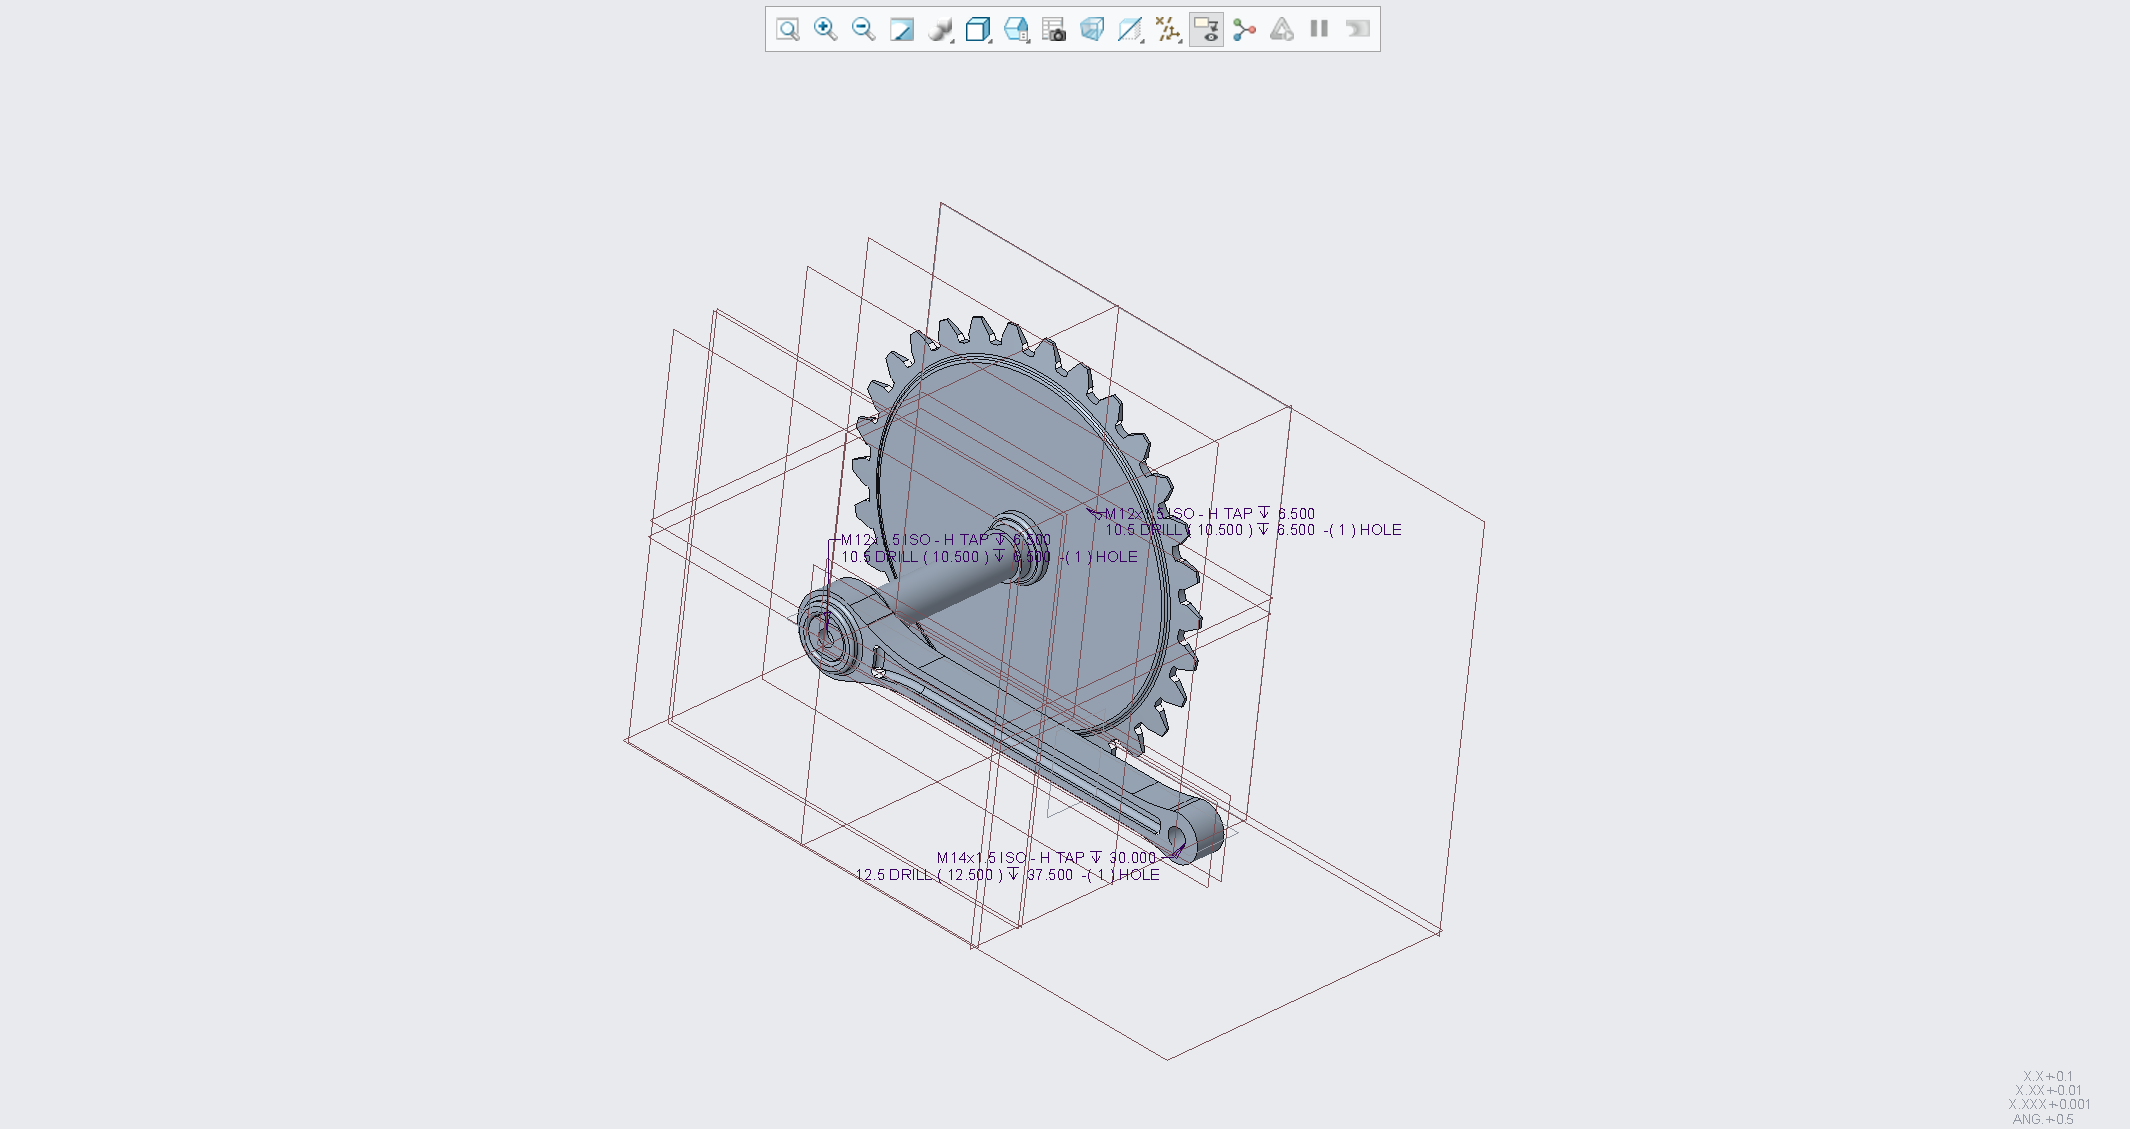 M12x1.5 ISO - H TAP ↧ 6.500
10.5 DRILL ( 10.500 ) ↧ 6.500 -( 1 ) HOLE
M12x1.5 ISO - H TAP ↧ 6.500
10.5 DRILL ( 10.500 ) ↧ 6.500 -( 1 ) HOLE
M14x1.5 ISO - H TAP ↧ 30.000
12.5 DRILL ( 12.500 ) ↧ 37.500 -( 1 ) HOLE
X.X +-0.1
X.XX +-0.01
X.XXX +-0.001
ANG. +-0.5